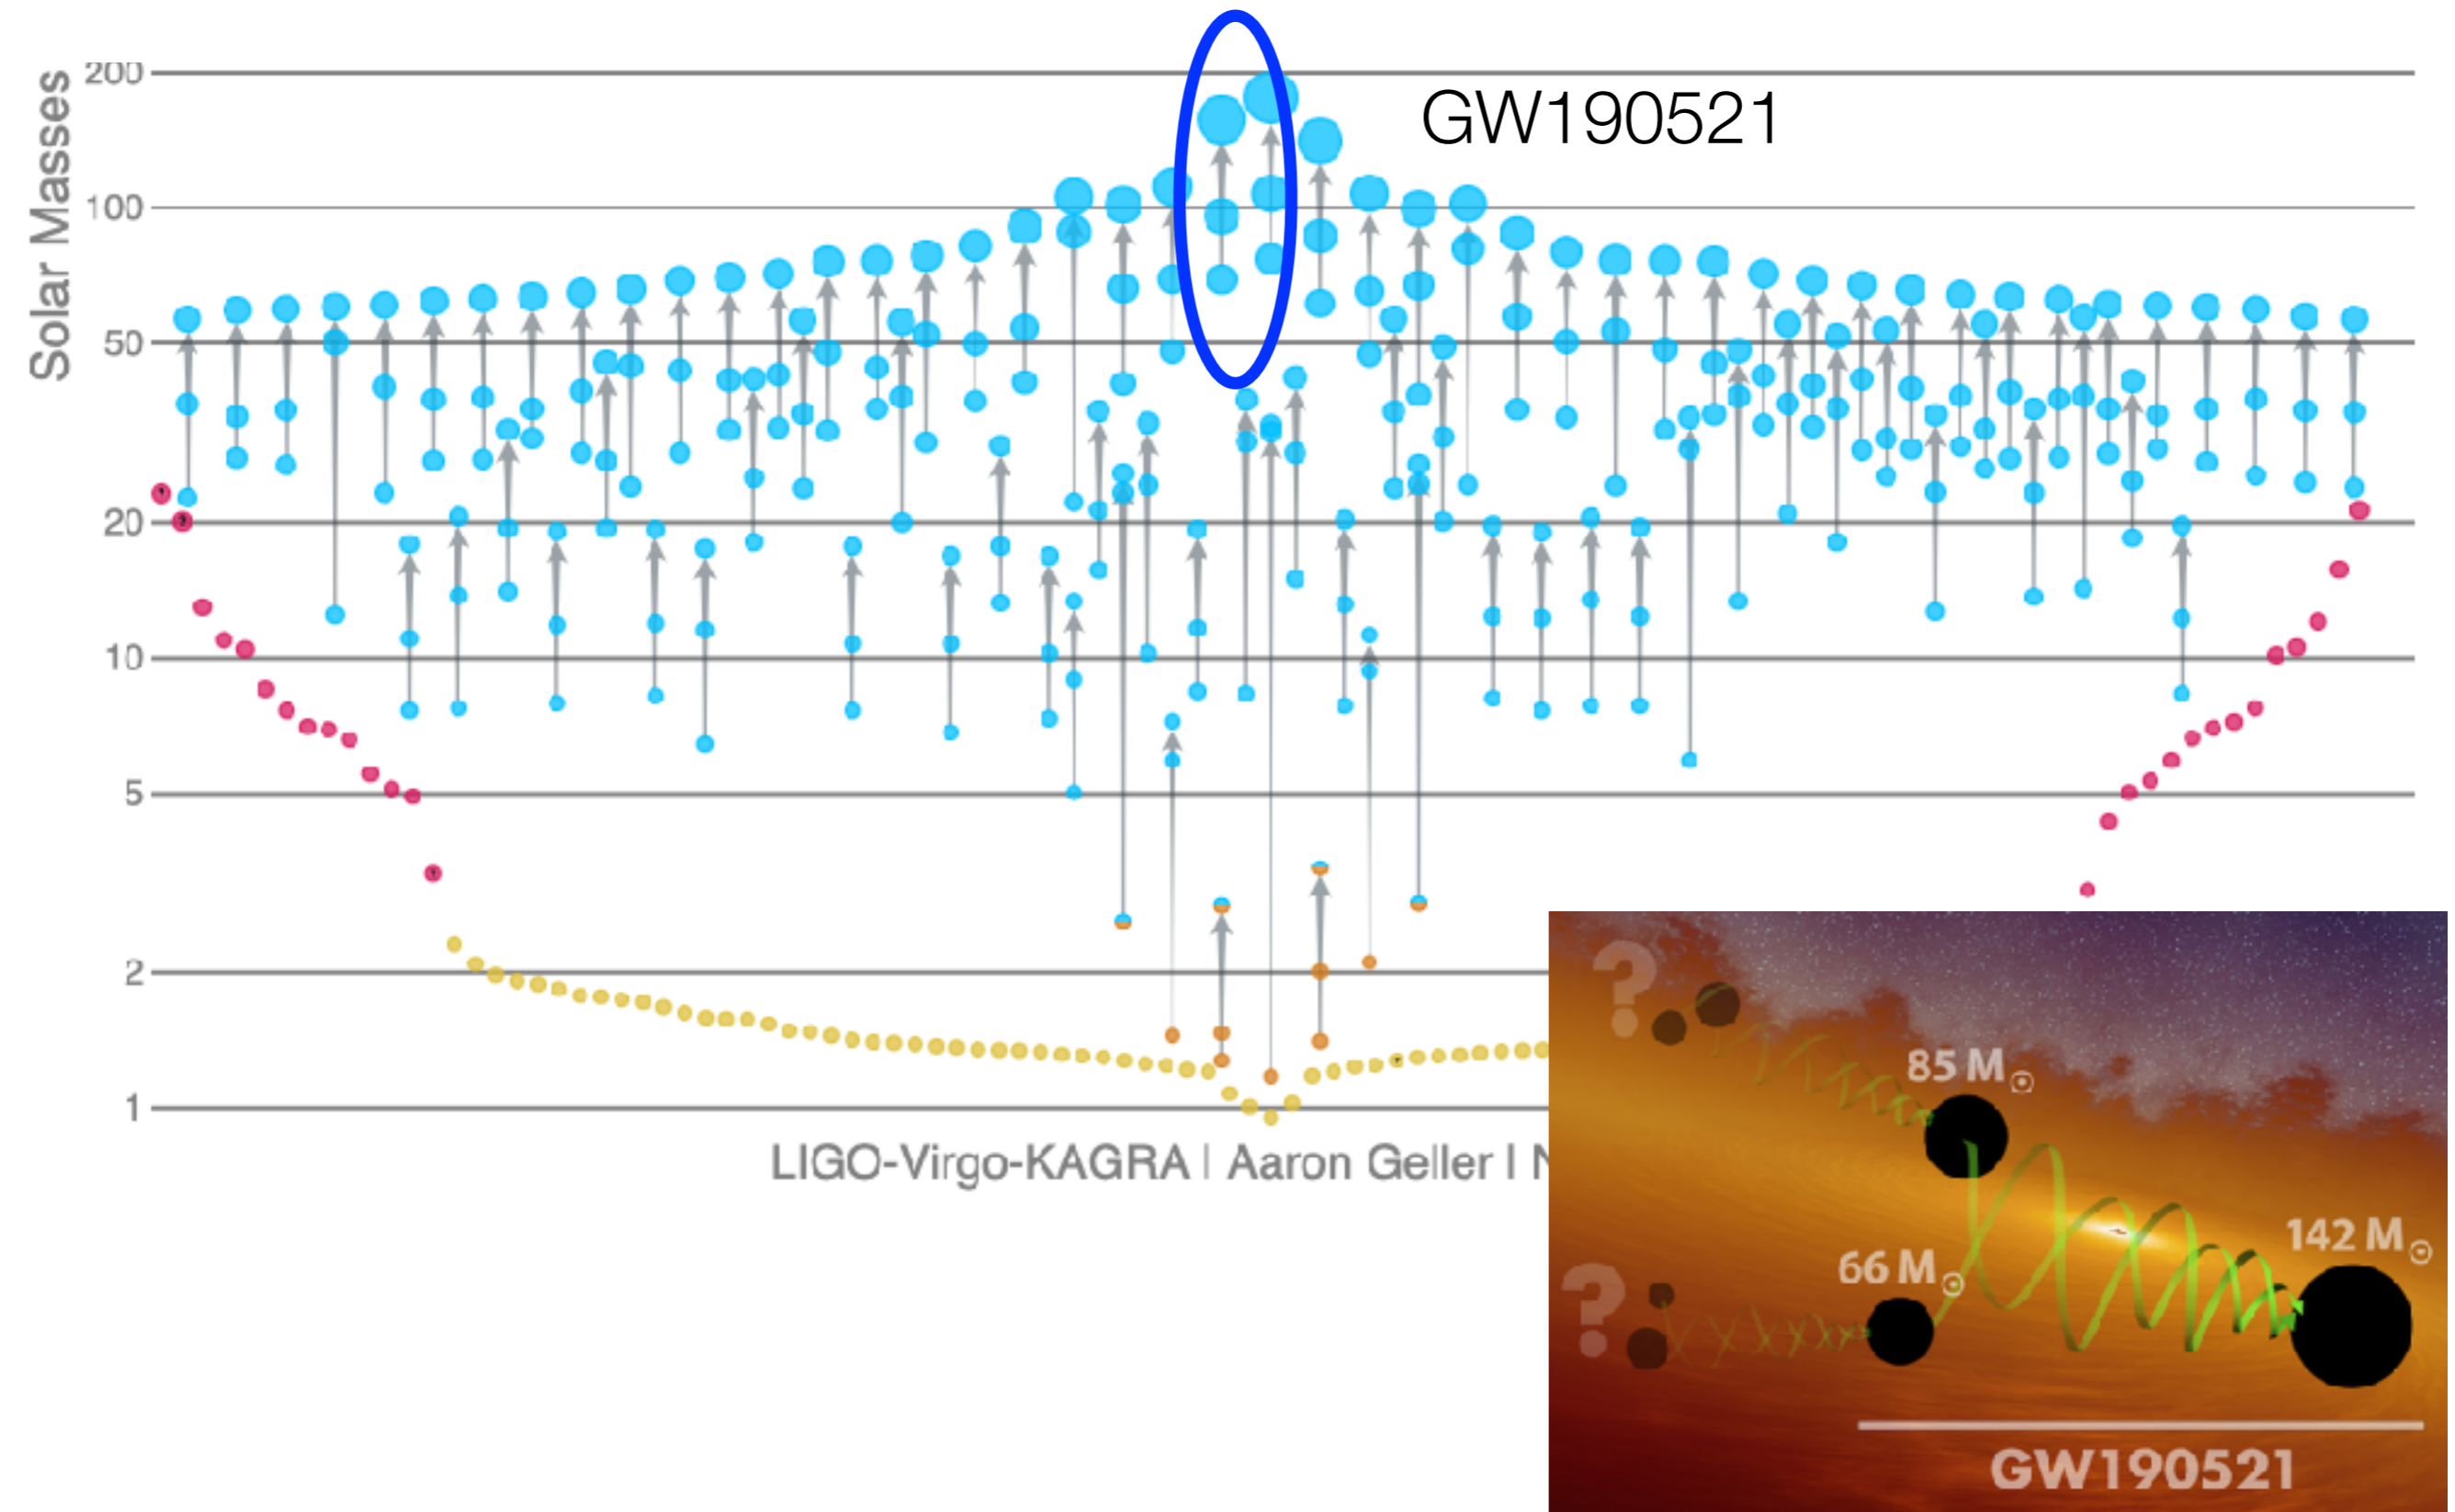 Solar Masses
200
100
50
20
10
5
2
1
GW190521
LIGO-Virgo-KAGRA | Aaron Geller | N
?
85 M☉
?
66 M☉
142 M☉
GW190521